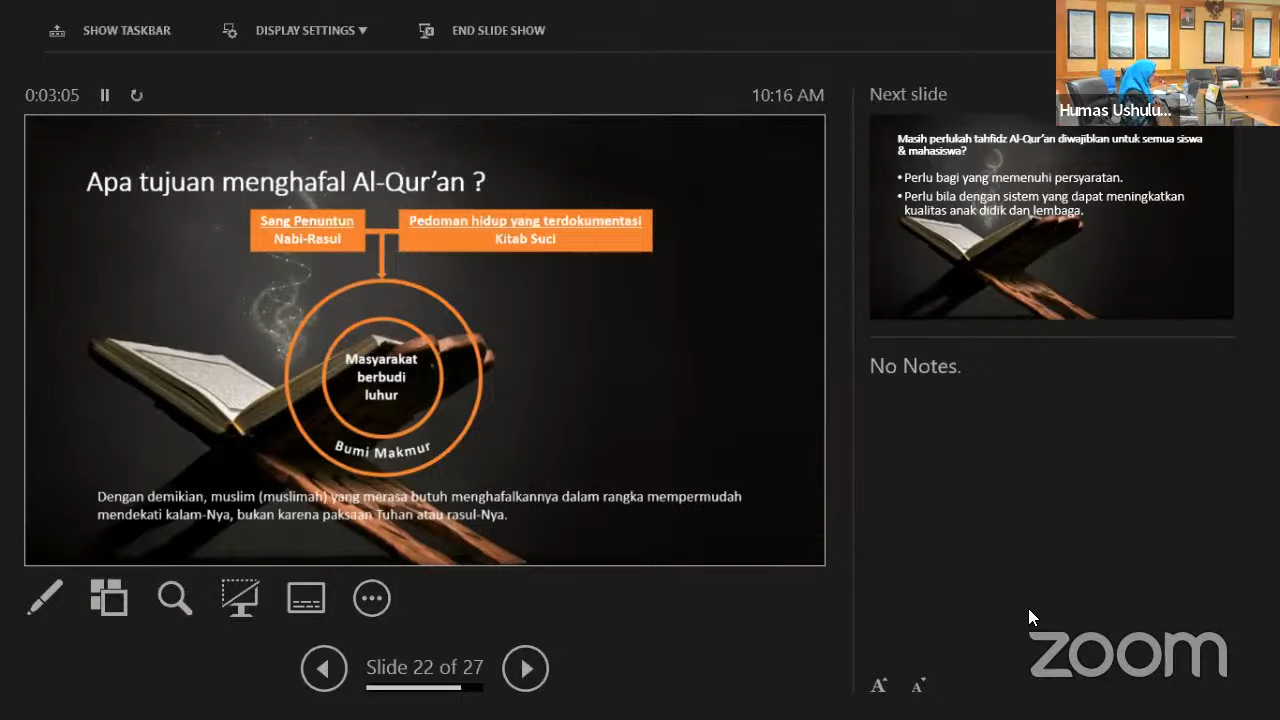 SHOW TASKBAR
DISPLAY SETTINGS
END SLIDE SHOW
0:03:05
10:16 AM
Apa tujuan menghafal Al-Qur’an ?
Sang Penuntun
Nabi-Rasul
Pedoman hidup yang terdokumentasi
Kitab Suci
Masyarakat
berbudi
luhur
Bumi Makmur
Dengan demikian, muslim (muslimah) yang merasa butuh menghafalkannya dalam rangka mempermudah
mendekati kalam-Nya, bukan karena paksaan Tuhan atau rasul-Nya.
Slide 22 of 27
Next slide
Humas Ushulu...
Masih perlukah tahfidz Al-Qur’an diwajibkan untuk semua siswa
& mahasiswa?
• Perlu bagi yang memenuhi persyaratan.
• Perlu bila dengan sistem yang dapat meningkatkan
kualitas anak didik dan lembaga.
No Notes.
A A
zoom